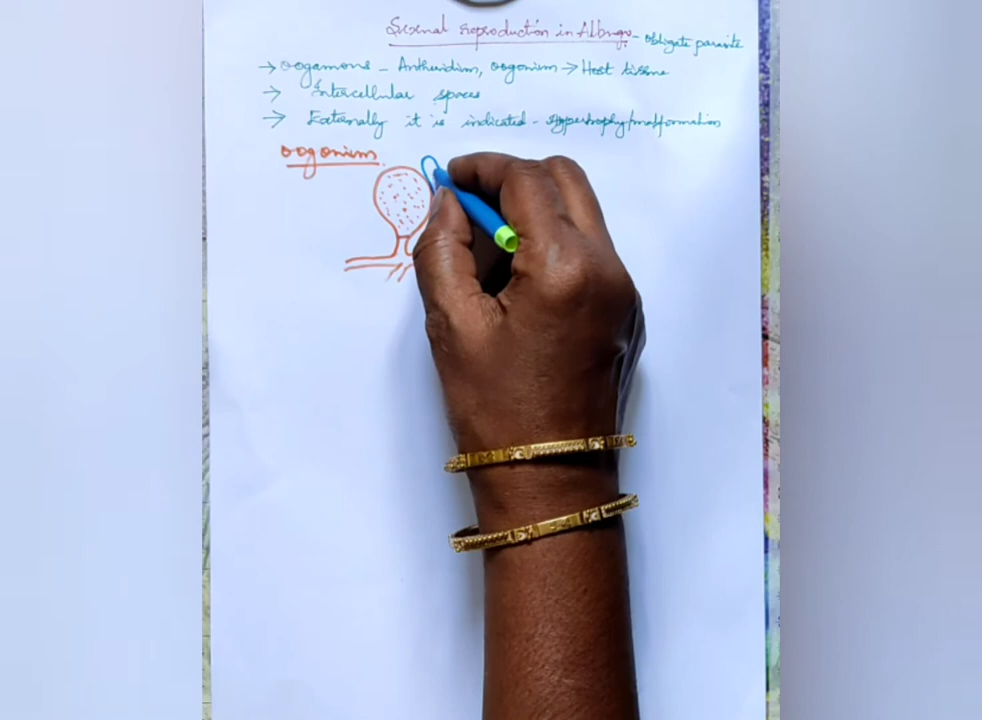 Sexual reproduction in Albugo - obligate parasite
→ oogamous - Antheridium, oogonium → Host tissue
→ Intercellular spaces
→ Externally it is indicated - Hypertrophy/malformation
oogonium